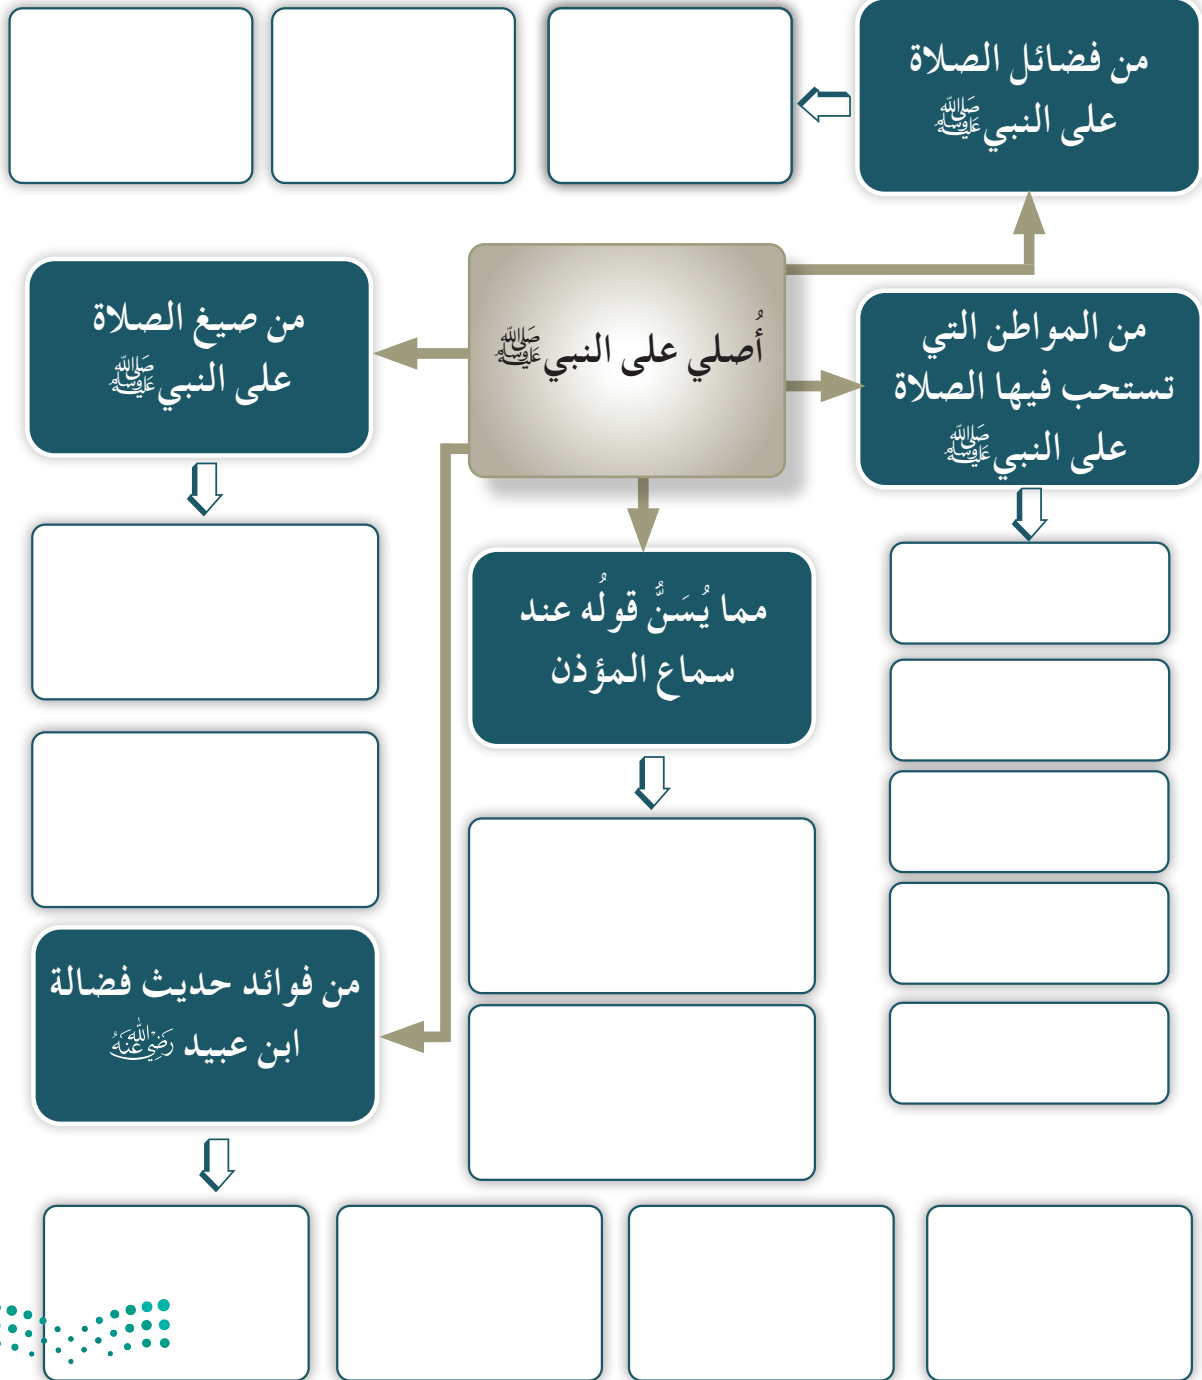 من فضائل الصلاة
على النبي ﷺ
أُصلي على النبي ﷺ
من صيغ الصلاة
على النبي ﷺ
من المواطن التي
تستحب فيها الصلاة
على النبي ﷺ
مما يُسَنُّ قولُه عند
سماع المؤذن
من فوائد حديث فضالة
ابن عبيد رَضِيَ اللَّهُ عَنْهُ